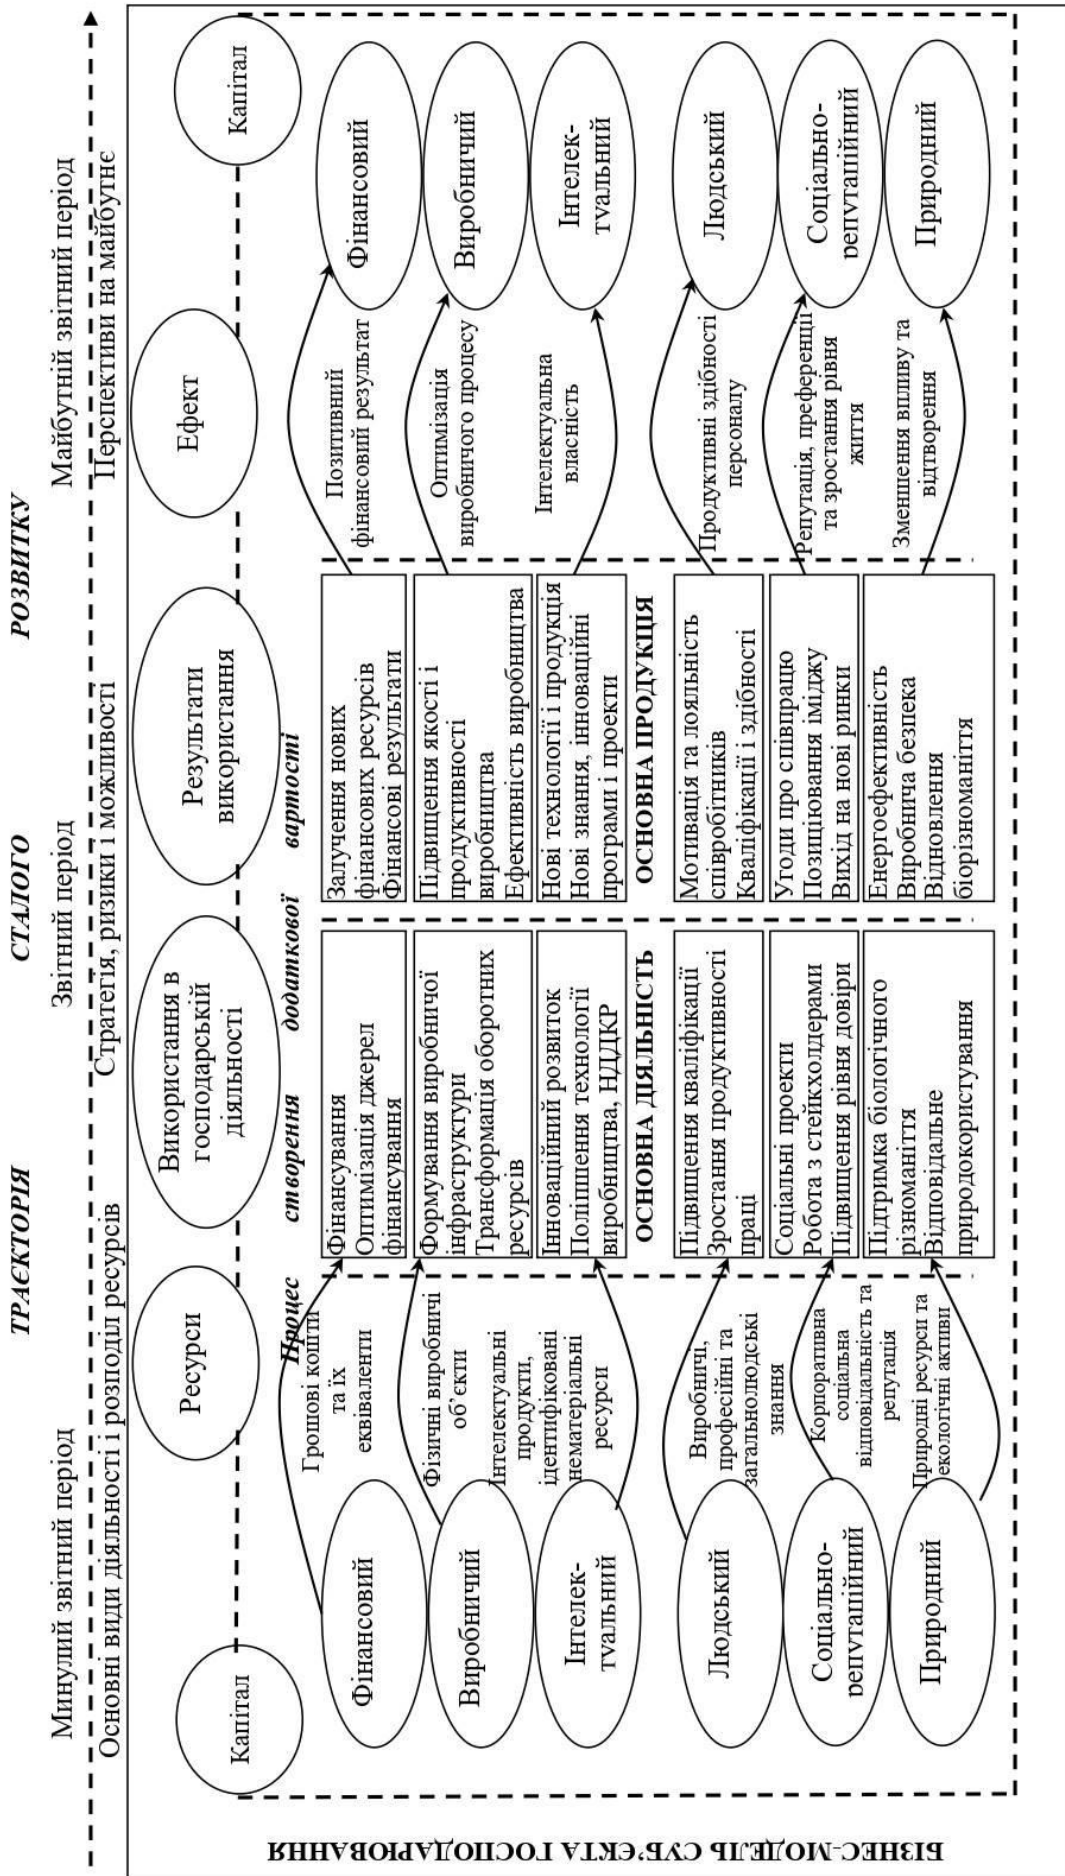 ТРАЄКТОРІЯ СТАЛОГО РОЗВИТКУ
Минулий звітний період
Звітний період
Майбутній звітний період
Основні види діяльності і розподіл ресурсів
Стратегія, ризики і можливості
Перспективи на майбутнє
БІЗНЕС-МОДЕЛЬ СУБ’ЄКТА ГОСПОДАРЮВАННЯ
Капітал
Ресурси
Використання в
господарській
діяльності
Результати
використання
Ефект
Капітал
Процес створення додаткової вартості
Фінансовий
Грошові кошти
та їх
еквіваленти
Фінансування
Оптимізація джерел
фінансування
Залучення нових
фінансових ресурсів
Фінансові результати
Позитивний
фінансовий результат
Фінансовий
Виробничий
Фізичні виробничі
об’єкти
Формування виробничої
інфраструктури
Трансформація оборотних
ресурсів
Підвищення якості і
продуктивності
виробництва
Ефективність виробництва
Оптимізація
виробничого процесу
Виробничий
Інтелек-
туальний
Інтелектуальні
продукти,
ідентифіковані
нематеріальні
ресурси
Інноваційний розвиток
Поліпшення технології
виробництва, НДДКР
Нові технології і продукція
Нові знання, інноваційні
програми і проекти
Інтелектуальна
власність
Інтелек-
туальний
ОСНОВНА ДІЯЛЬНІСТЬ
ОСНОВНА ПРОДУКЦІЯ
Людський
Виробничі,
професійні та
загальнолюдські
знання
Підвищення кваліфікації
Зростання продуктивності
праці
Мотивація та лояльність
співробітників
Кваліфікації і здібності
Продуктивні здібності
персоналу
Людський
Соціально-
репутаційний
Корпоративна
соціальна
відповідальність та
репутація
Соціальні проекти
Робота з стейкхолдерами
Підвищення рівня довіри
Угоди про співпрацю
Позиціювання іміджу
Вихід на нові ринки
Репутація, преференції
та зростання рівня
життя
Соціально-
репутаційний
Природний
Природні ресурси та
екологічні активи
Підтримка біологічного
різноманіття
Відповідальне
природокористування
Енергоефективність
Виробнича безпека
Відновлення
борізноманіття
Зменшення впливу та
відтворення
Природний